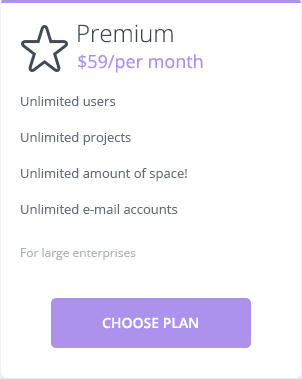 Premium
$59/per month
Unlimited users
Unlimited projects
Unlimited amount of space!
Unlimited e-mail accounts
For large enterprises
CHOOSE PLAN